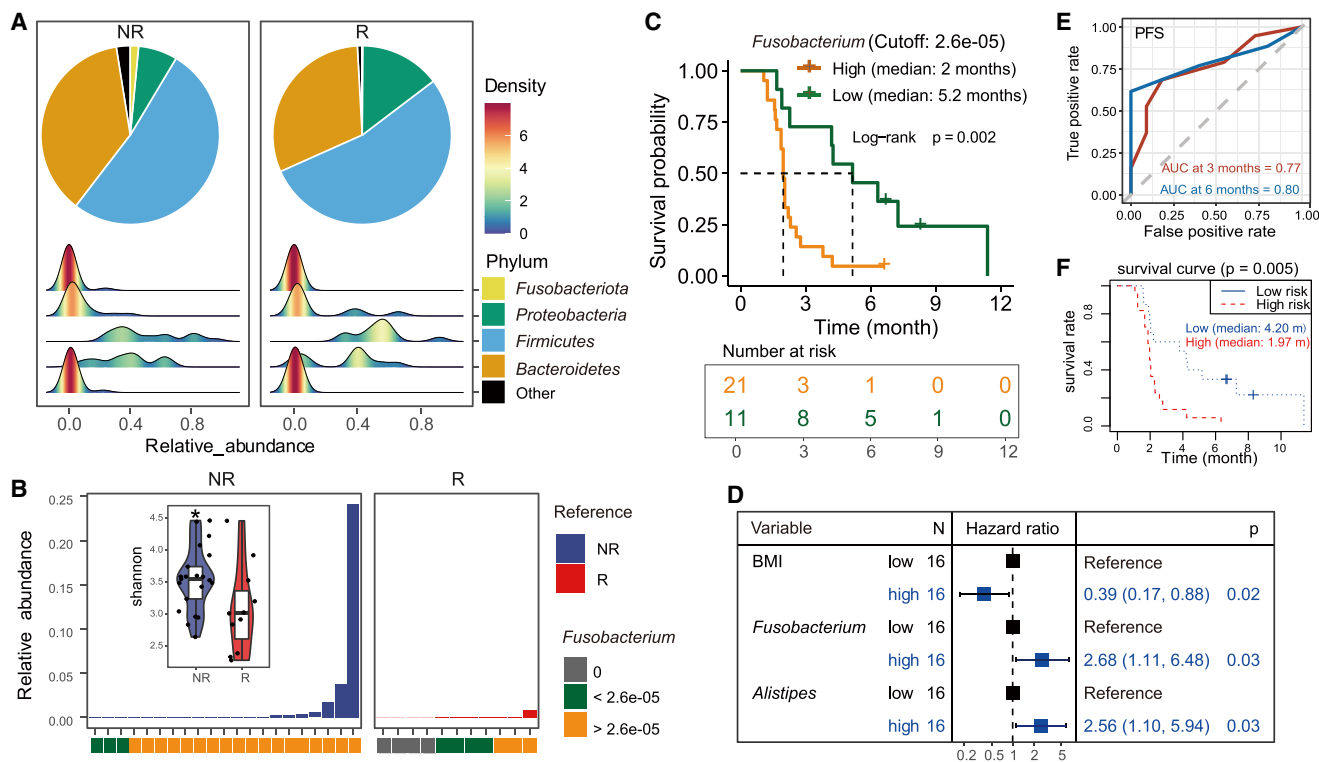 A
NR
R
Density
6
4
2
0
Phylum
Fusobacteriota
Proteobacteria
Firmicutes
Bacteroidetes
Other
0.0 0.4 0.8
0.0 0.4 0.8
Relative_abundance
B
NR
R
Relative abundance
0.25
0.20
0.15
0.10
0.05
0.00
shannon
4.5
3.5
3.0
2.5
*
NR R
Reference
NR
R
Fusobacterium
0
< 2.6e-05
> 2.6e-05
C
Fusobacterium (Cutoff: 2.6e-05)
High (median: 2 months)
Low (median: 5.2 months)
Log-rank p = 0.002
Survival probability
1.00
0.75
0.50
0.25
0.00
0 3 6 9 12
Time (month)
Number at risk
21 3 1 0 0
11 8 5 1 0
0 3 6 9 12
D
Variable N Hazard ratio p
BMI low 16 Reference
high 16 0.39 (0.17, 0.88) 0.02
Fusobacterium low 16 Reference
high 16 2.68 (1.11, 6.48) 0.03
Alistipes low 16 Reference
high 16 2.56 (1.10, 5.94) 0.03
0.2 0.5 1 2 5
E
PFS
True positive rate
1.00
0.75
0.50
0.25
0.00
AUC at 3 months = 0.77
AUC at 6 months = 0.80
0.00 0.25 0.50 0.75 1.00
False positive rate
F
survival curve (p = 0.005)
Low risk
High risk
Low (median: 4.20 m)
High (median: 1.97 m)
survival rate
0.8
0.4
0.0
0 2 4 6 8 10
Time (month)